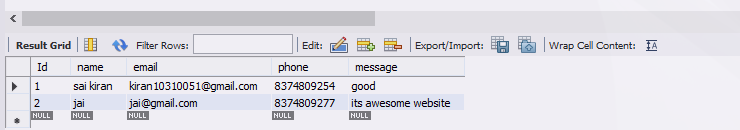 Result Grid Filter Rows: Edit: Export/Import: Wrap Cell Content:
Id name email phone message
1 sai kiran kiran10310051@gmail.com 8374809254 good
2 jai jai@gmail.com 8374809277 its awesome website
NULL NULL NULL NULL NULL